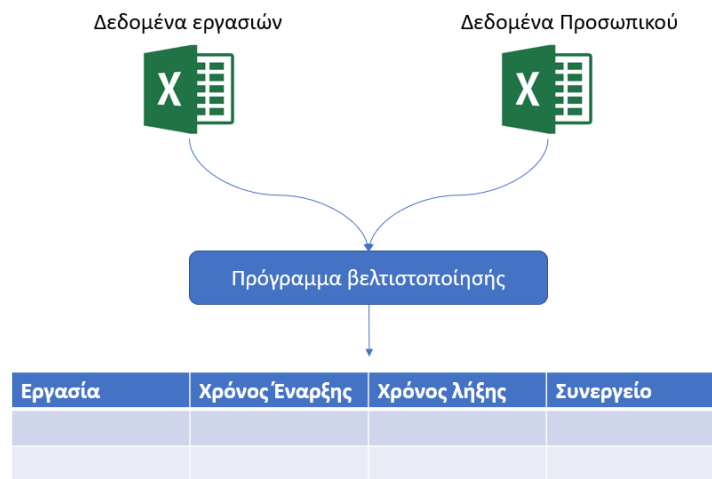 Δεδομένα εργασιών
Δεδομένα Προσωπικού
X
X
Πρόγραμμα βελτιστοποίησής
Εργασία Χρόνος Έναρξης Χρόνος λήξης Συνεργείο